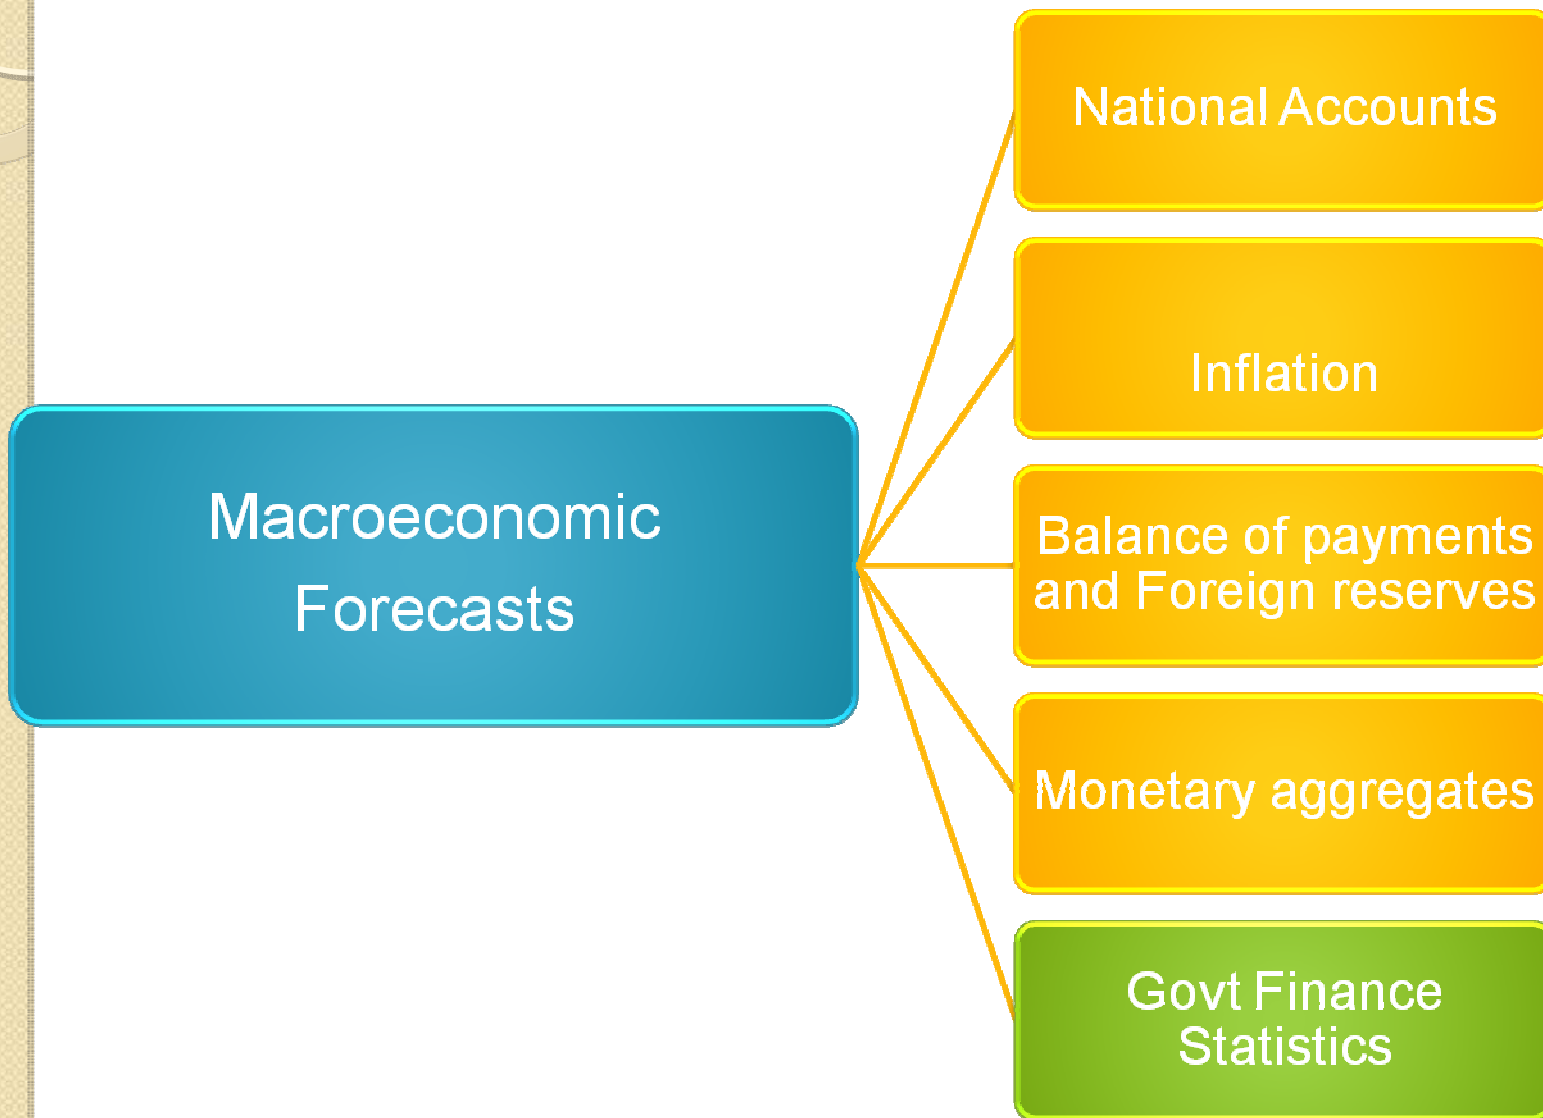 National Accounts
Inflation
Macroeconomic
Forecasts
Balance of payments
and Foreign reserves
Monetary aggregates
Govt Finance
Statistics